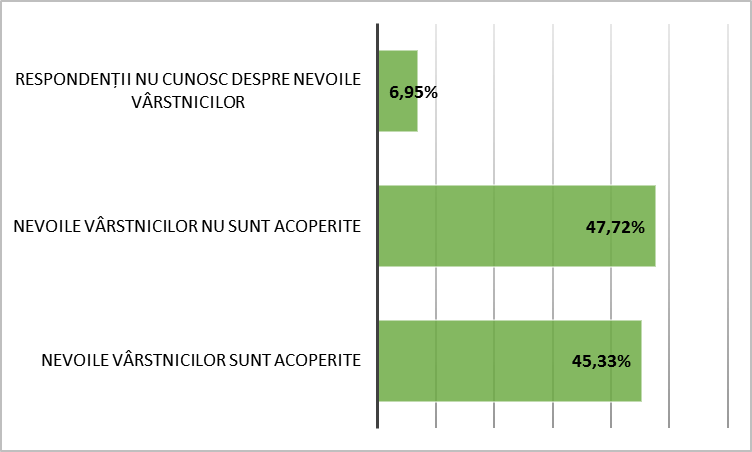 RESPONDENȚII NU CUNOSC DESPRE NEVOILE
VÂRSTNICILOR
6,95%
NEVOILE VÂRSTNICILOR NU SUNT ACOPERITE
47,72%
NEVOILE VÂRSTNICILOR SUNT ACOPERITE
45,33%